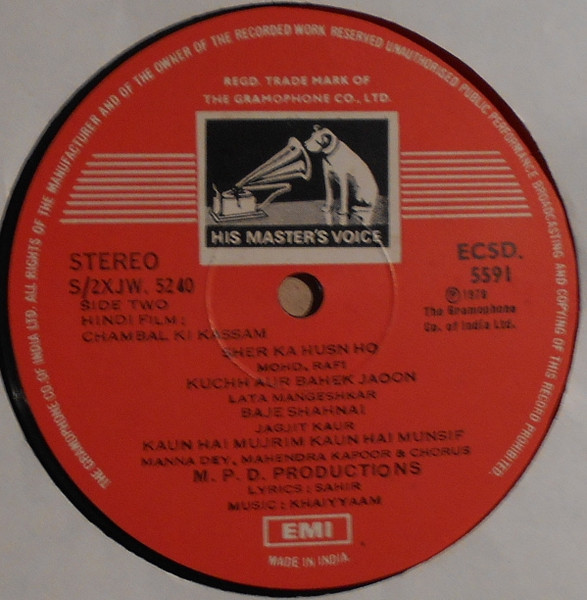 THE GRAMOPHONE CO. OF INDIA LTD. ALL RIGHTS OF THE MANUFACTURER AND OF THE OWNER OF THE RECORDED WORK RESERVED UNAUTHORISED PUBLIC PERFORMANCE BROADCASTING AND COPYING OF THIS RECORD PROHIBITED.
REGD. TRADE MARK OF
THE GRAMOPHONE CO., LTD.
HIS MASTER'S VOICE
STEREO
S/2XJW. 5240
ECSD.
5591
℗ 1979
The Gramophone
Co. of India Ltd.
SIDE TWO
HINDI FILM:
CHAMBAL KI KASSAM
SHER KA HUSN HO
MOHD. RAFI
KUCHH AUR BAHEK JAOON
LATA MANGESHKAR
BAJE SHAHNAI
JAGJIT KAUR
KAUN HAI MUJRIM KAUN HAI MUNSIF
MANNA DEY, MAHENDRA KAPOOR & CHORUS
M. P. D. PRODUCTIONS
LYRICS: SAHIR
MUSIC: KHAIYYAAM
EMI
MADE IN INDIA.